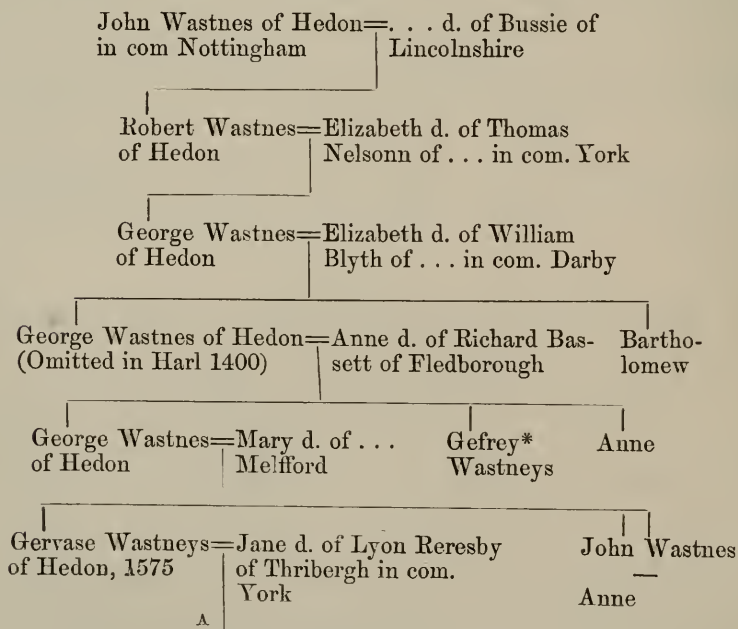 John Wastnes of Hedon=. . . d. of Bussie of
in com Nottingham Lincolnshire
Robert Wastnes=Elizabeth d. of Thomas
of Hedon Nelsonn of . . . in com. York
George Wastnes=Elizabeth d. of William
of Hedon Blyth of . . . in com. Darby
George Wastnes of Hedon=Anne d. of Richard Bas- Bartho-
(Omitted in Harl 1400) sett of Fledborough lomew
George Wastnes=Mary d. of . . . Gefrey* Anne
of Hedon Melfford Wastneys
Gervase Wastneys=Jane d. of Lyon Reresby John Wastnes
of Hedon, 1575 of Thribergh in com. —
York Anne
A